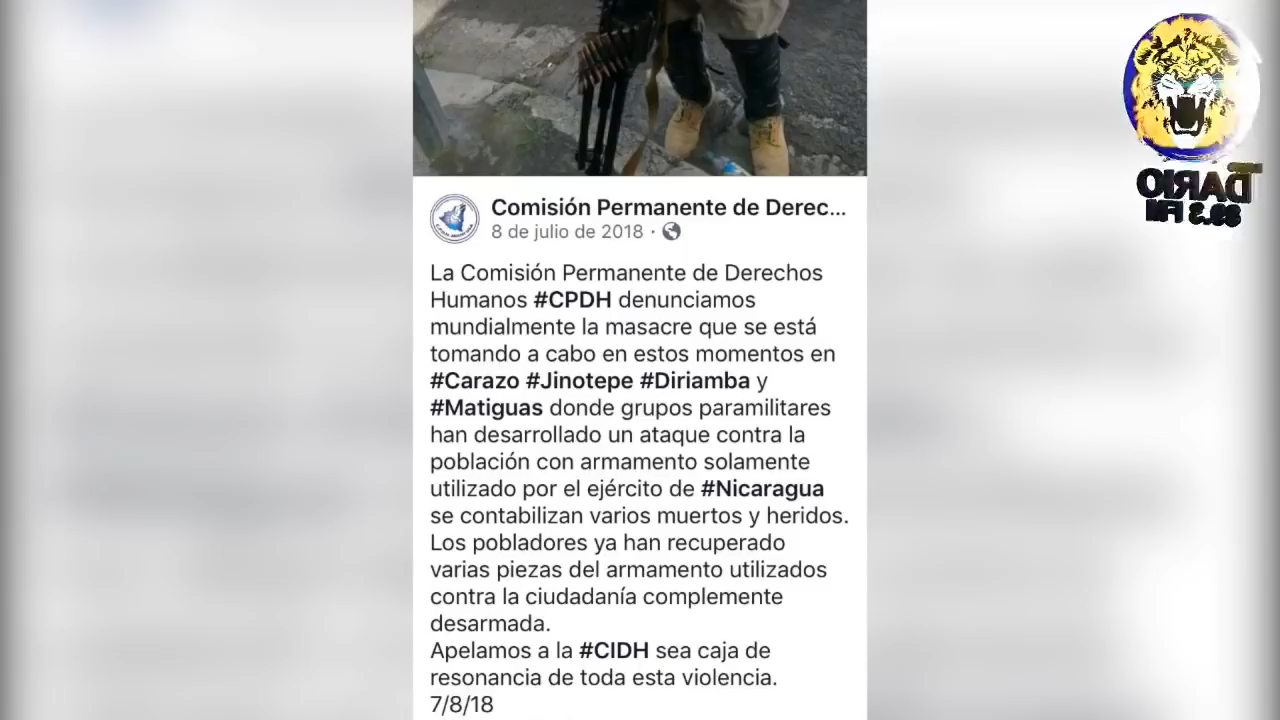 Comisión Permanente de Derec...
8 de julio de 2018 ·
La Comisión Permanente de Derechos
Humanos #CPDH denunciamos
mundialmente la masacre que se está
tomando a cabo en estos momentos en
#Carazo #Jinotepe #Diriamba y
#Matiguas donde grupos paramilitares
han desarrollado un ataque contra la
población con armamento solamente
utilizado por el ejército de #Nicaragua
se contabilizan varios muertos y heridos.
Los pobladores ya han recuperado
varias piezas del armamento utilizados
contra la ciudadanía complemente
desarmada.
Apelamos a la #CIDH sea caja de
resonancia de toda esta violencia.
7/8/18
DARIO